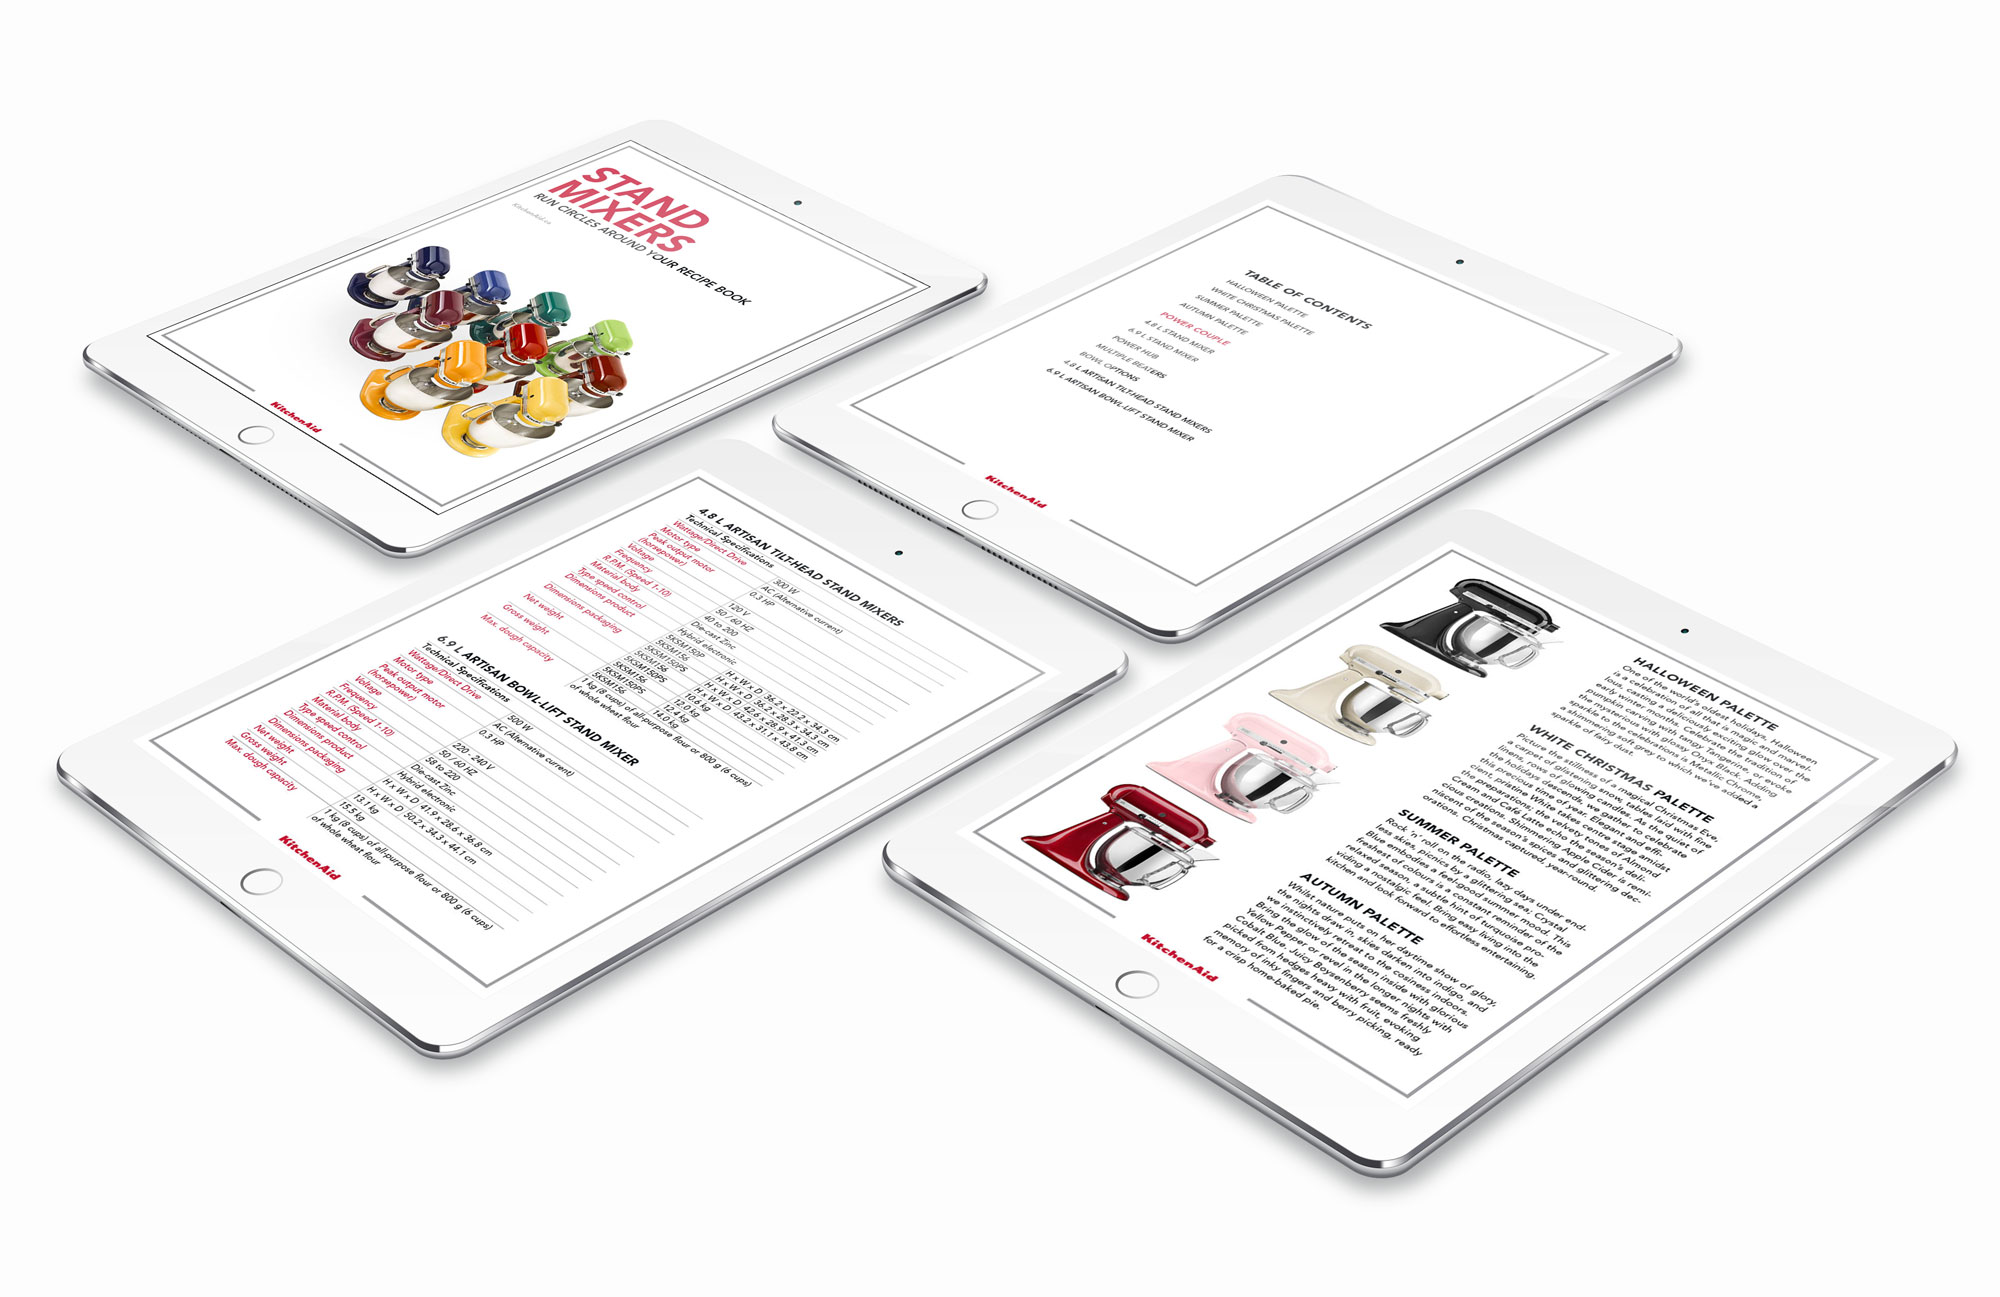 STAND
MIXERS
RUN CIRCLES AROUND YOUR RECIPE BOOK
KitchenAid.ca
KitchenAid
TABLE OF CONTENTS
HALLOWEEN PALETTE
WHITE CHRISTMAS PALETTE
SUMMER PALETTE
AUTUMN PALETTE
POWER COUPLE
4.8 L STAND MIXER
6.9 L STAND MIXER
POWER HUB
MULTIPLE BEATERS
BOWL OPTIONS
4.8 L ARTISAN TILT-HEAD STAND MIXERS
6.9 L ARTISAN BOWL-LIFT STAND MIXER
KitchenAid
4.8 L ARTISAN TILT-HEAD STAND MIXERS
Technical Specifications
Wattage/Direct Drive 300 W
Motor type AC (Alternative current)
Peak output motor 0.3 HP
(horsepower)
Voltage 120 V
Frequency 50 / 60 HZ
R.P.M. (Speed 1-10) 40 to 200
Material body Die-cast Zinc
Type speed control Hybrid electronic
Dimensions product 5KSM150P H x W x D 36.2 x 22.2 x 34.3 cm
5KSM156 H x W x D 36.2 x 28.3 x 34.3 cm
Dimensions packaging 5KSM150PS H x W x D 42.6 x 28.9 x 41.3 cm
5KSM156 H x W x D 43.2 x 31.1 x 43.8 cm
Net weight 5KSM150PS 10.6 kg
5KSM156 12.4 kg
Gross weight 5KSM150PS 12.0 kg
5KSM156 14.0 kg
Max. dough capacity 1 kg (8 cups) of all-purpose flour or 800 g (6 cups)
of whole wheat flour
6.9 L ARTISAN BOWL-LIFT STAND MIXER
Technical Specifications
Wattage/Direct Drive 500 W
Motor type AC (Alternative current)
Peak output motor 0.3 HP
(horsepower)
Voltage 220 - 240 V
Frequency 50 / 60 HZ
R.P.M. (Speed 1-10) 58 to 220
Material body Die-cast Zinc
Type speed control Hybrid electronic
Dimensions product H x W x D 41.9 x 28.6 x 36.8 cm
Dimensions packaging H x W x D 50.2 x 34.3 x 44.1 cm
Net weight 13.1 kg
Gross weight 15.5 kg
Max. dough capacity 1 kg (8 cups) of all-purpose flour or 800 g (6 cups)
of whole wheat flour
KitchenAid
HALLOWEEN PALETTE
One of the world's oldest holidays, Halloween
is a celebration of all that is magic and marvel-
lous, casting a deliciously exciting glow over the
early winter months. Celebrate the tradition of
pumpkin carving with tangy Tangerine, or evoke
the mysterious with glossy Onyx Black. Adding
sparkle to the celebrations is Metallic Chrome,
a shimmering soft grey to which we've added a
sparkle of fairy dust.
WHITE CHRISTMAS PALETTE
Picture the stillness of a magical Christmas Eve,
a carpet of glistening snow, tables laid with fine
linens, rows of glowing candles. As the quiet of
the holidays descends, we gather to celebrate
this precious time of year. Elegant and effi-
cient, pristine White takes centre stage amidst
the preparations; the velvety tones of Almond
Cream and Café Latte echo the season's deli-
cious creations. Shimmering Apple Cider is remi-
niscent of the season's spices and glittering dec-
orations. Christmas captured, year-round.
SUMMER PALETTE
Rock 'n' roll on the radio, lazy days under end-
less skies, picnics by a glittering sea; Crystal
Blue embodies a feel-good summer mood. This
freshest of colours is a constant reminder of the
relaxed season, a subtle hint of turquoise pro-
viding a nostalgic feel! Bring easy living into the
kitchen and look forward to effortless entertaining.
AUTUMN PALETTE
Whilst nature puts on her daytime show of glory,
the nights draw in, skies darken into indigo, and
we instinctively retreat to the cosiness indoors.
Bring the glow of the season inside with glorious
Yellow Pepper or revel in the longer nights with
Cobalt Blue. Juicy Boysenberry seems freshly
picked from hedges heavy with fruit, evoking
memory of inky fingers and berry picking, ready
for a crisp home-baked pie.
KitchenAid